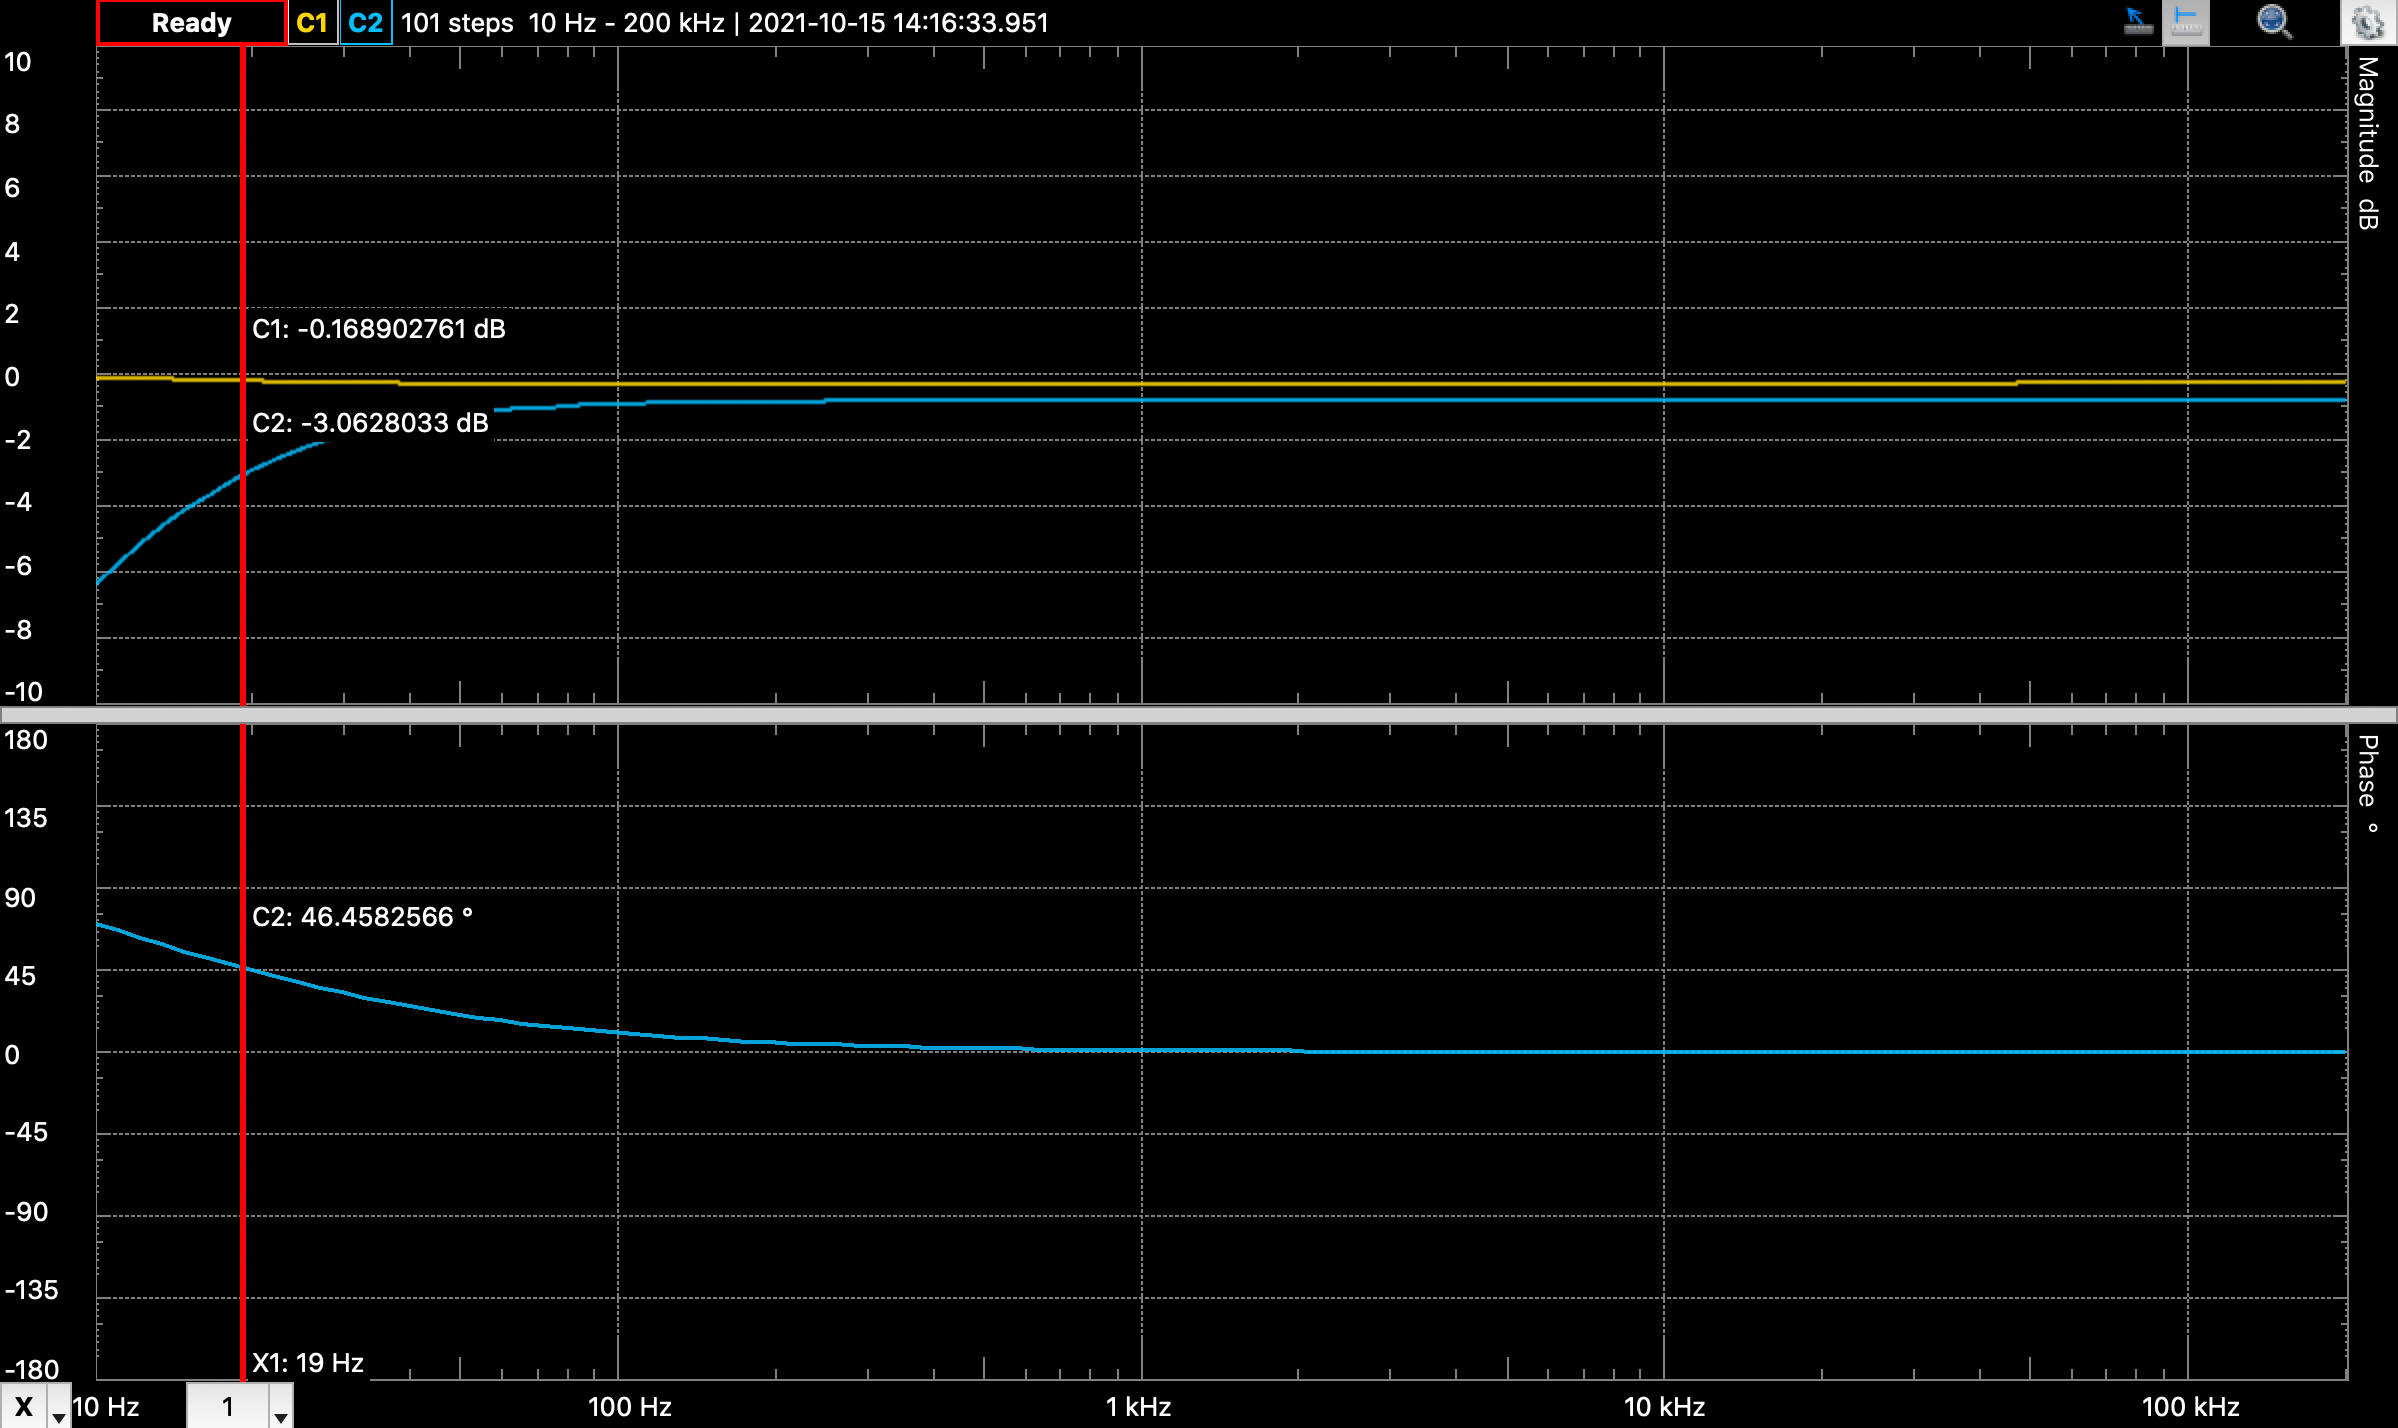 Ready C1 C2 101 steps 10 Hz - 200 kHz | 2021-10-15 14:16:33.951
Magnitude dB
10
8
6
4
2
0
-2
-4
-6
-8
-10
C1: -0.168902761 dB
C2: -3.0628033 dB
Phase °
180
135
90
45
0
-45
-90
-135
-180
C2: 46.4582566 °
X1: 19 Hz
X 10 Hz 1 100 Hz 1 kHz 10 kHz 100 kHz